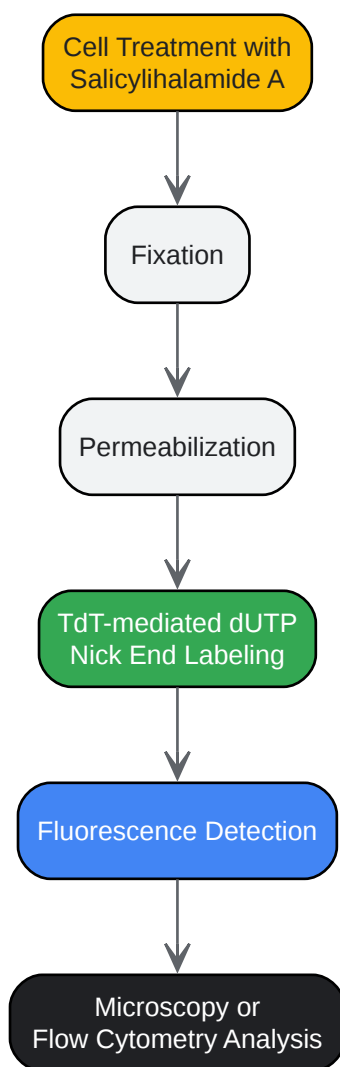 Cell Treatment with
Salicylihalamide A
Fixation
Permeabilization
TdT-mediated dUTP
Nick End Labeling
Fluorescence Detection
Microscopy or
Flow Cytometry Analysis